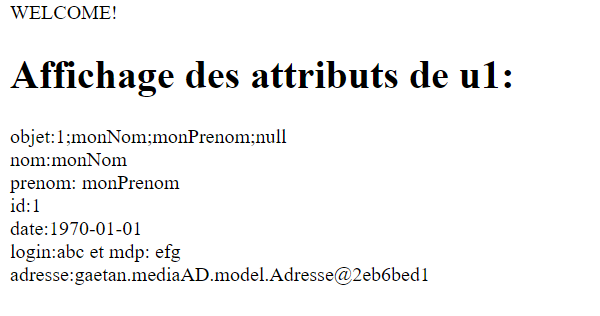 WELCOME!
Affichage des attributs de u1:
objet:1;monNom;monPrenom;null
nom:monNom
prenom: monPrenom
id:1
date:1970-01-01
login:abc et mdp: efg
adresse:gaetan.mediaAD.model.Adresse@2eb6bed1